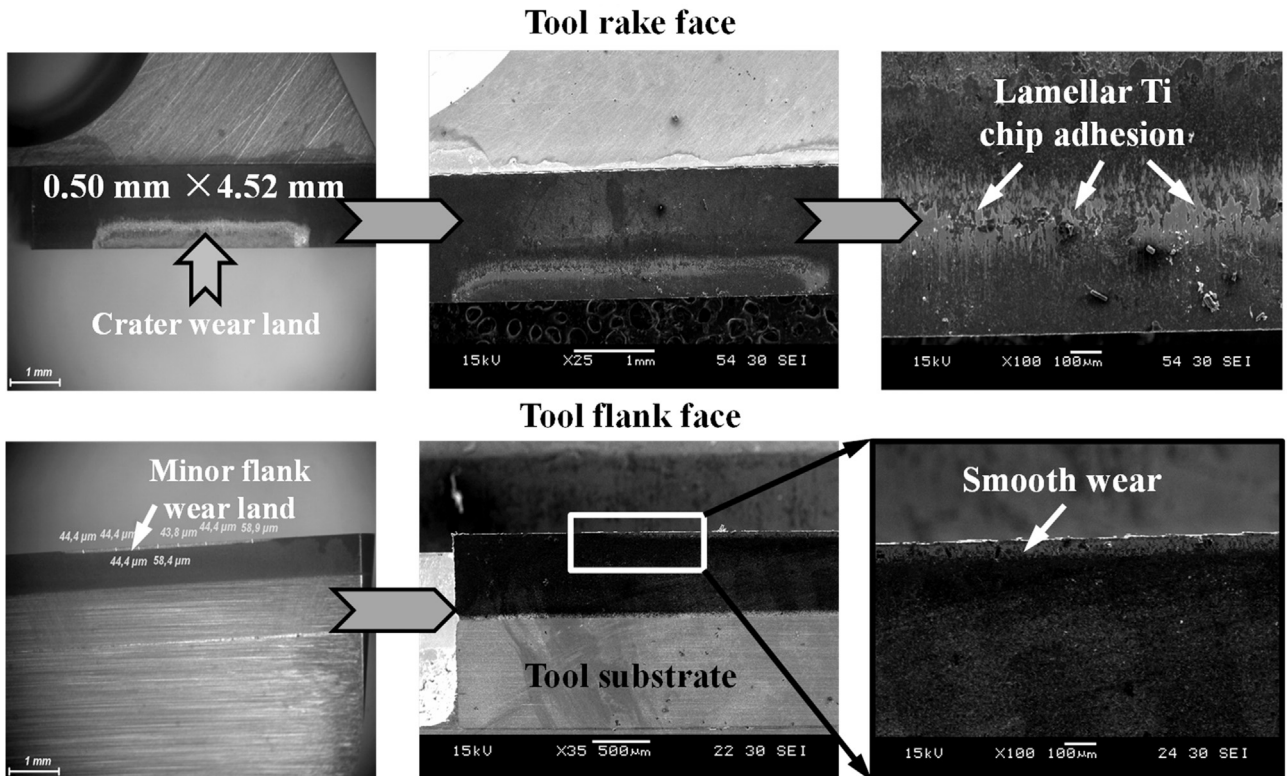 Tool rake face
0.50 mm ×4.52 mm
Crater wear land
1 mm
15kV X25 1mm 54 30 SEI
Lamellar Ti
chip adhesion
15kV X100 100μm 54 30 SEI
Tool flank face
Minor flank
wear land
44,4 µm 44,4 µm 43,8 µm 44,4 µm 58,9 µm
44,4 µm 58,4 µm
1 mm
Tool substrate
15kV X35 500μm 22 30 SEI
Smooth wear
15kV X100 100μm 24 30 SEI